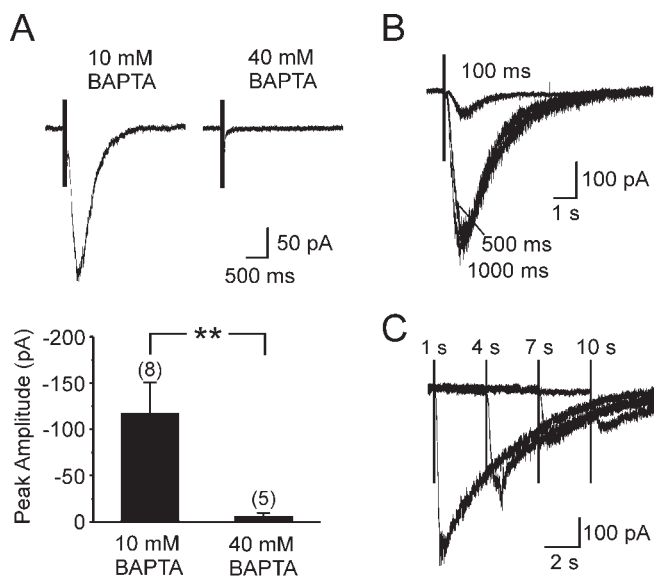 A
10 mM
BAPTA
40 mM
BAPTA
50 pA
500 ms
Peak Amplitude (pA)
-200
-150
-100
-50
0
**
(8)
(5)
10 mM
BAPTA
40 mM
BAPTA
B
100 ms
100 pA
1 s
500 ms
1000 ms
C
1 s 4 s 7 s 10 s
100 pA
2 s